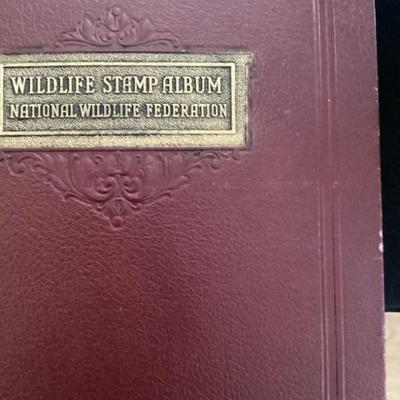 WILDLIFE STAMP ALBUM
NATIONAL WILDLIFE FEDERATION